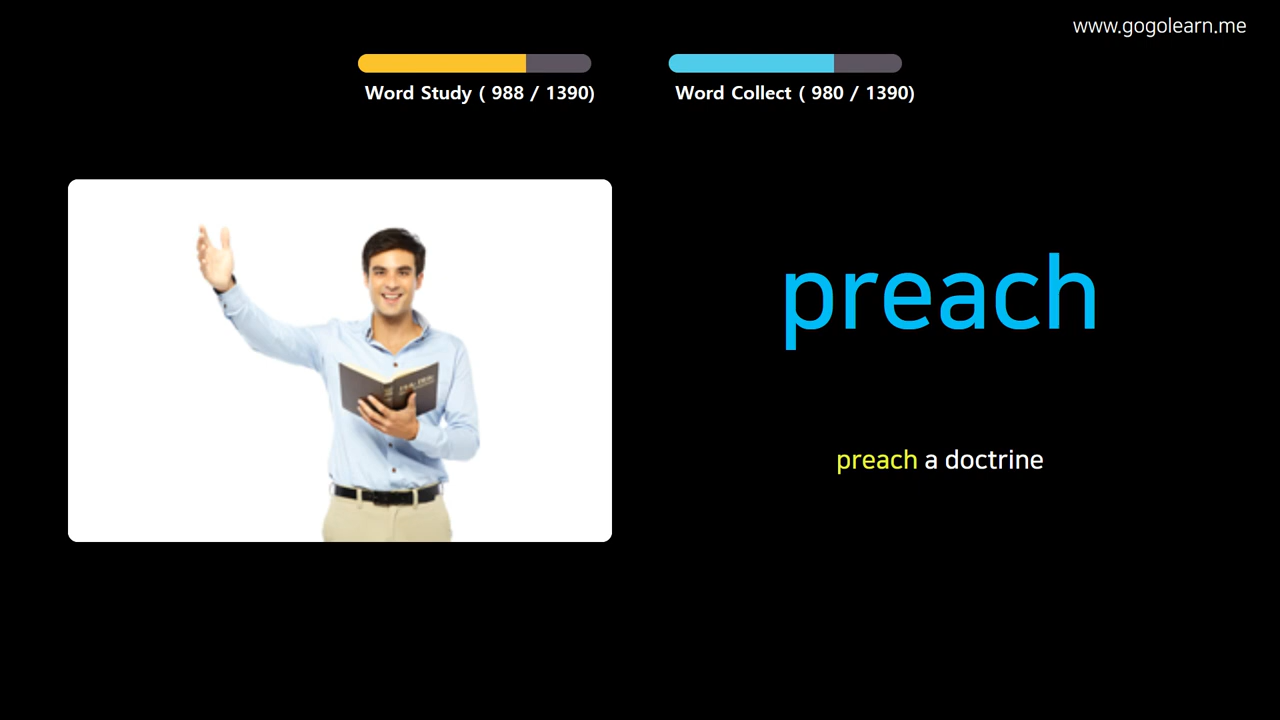 www.gogolearn.me
Word Study ( 988 / 1390)
Word Collect ( 980 / 1390)
preach
preach a doctrine